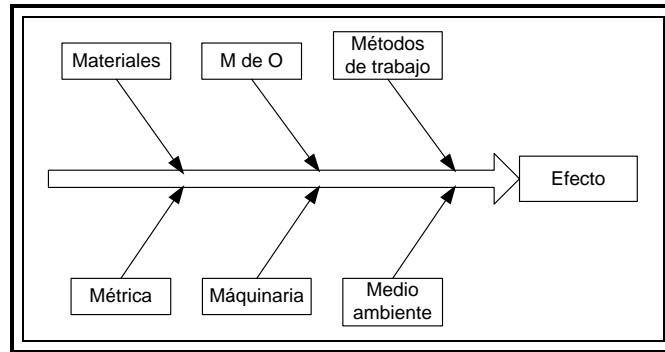 Materiales
M de O
Métodos
de trabajo
Efecto
Métrica
Máquinaria
Medio
ambiente